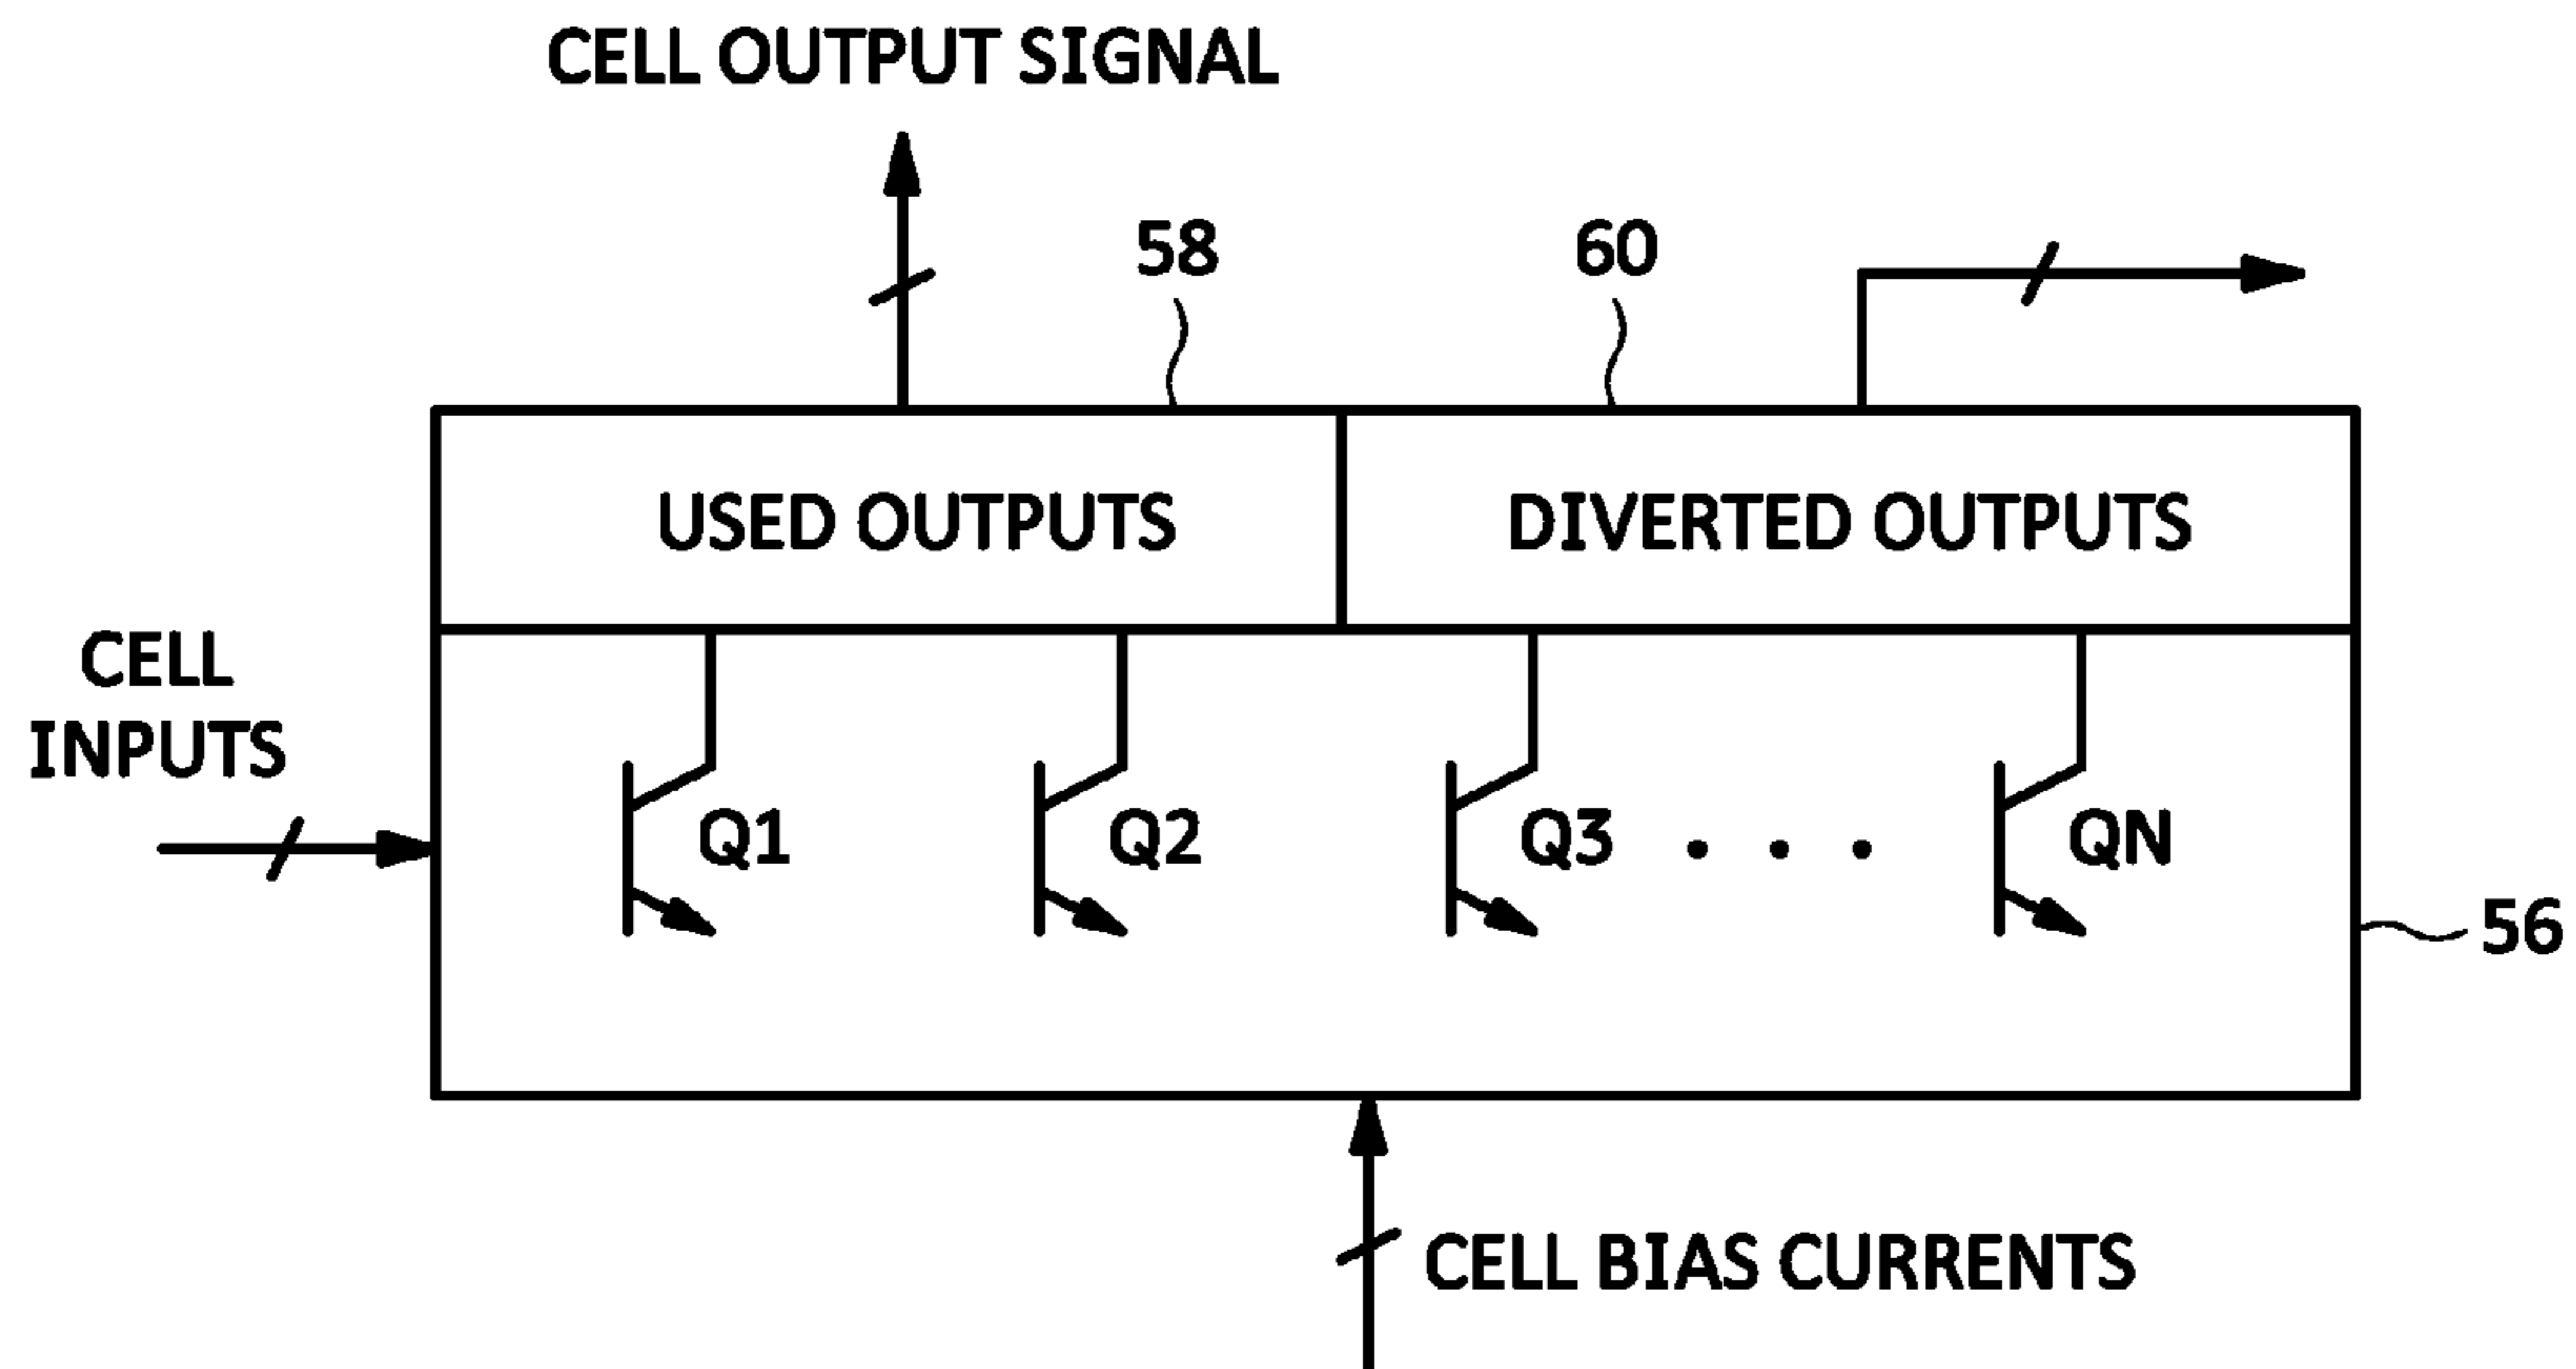 CELL OUTPUT SIGNAL
58
60
USED OUTPUTS
DIVERTED OUTPUTS
CELL
INPUTS
Q1
Q2
Q3
QN
56
CELL BIAS CURRENTS